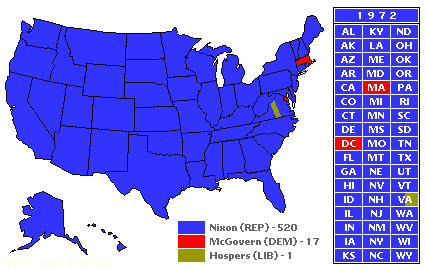 1972
AL KY ND
AK LA OH
AZ ME OK
AR MD OR
CA MA PA
CO MI RI
CT MN SC
DE MS SD
DC MO TN
FL MT TX
GA NE UT
HI NV VT
ID NH VA
IL NJ WA
IN NM WV
IA NY WI
KS NC WY
Nixon (REP) - 520
McGovern (DEM) - 17
Hospers (LIB) - 1